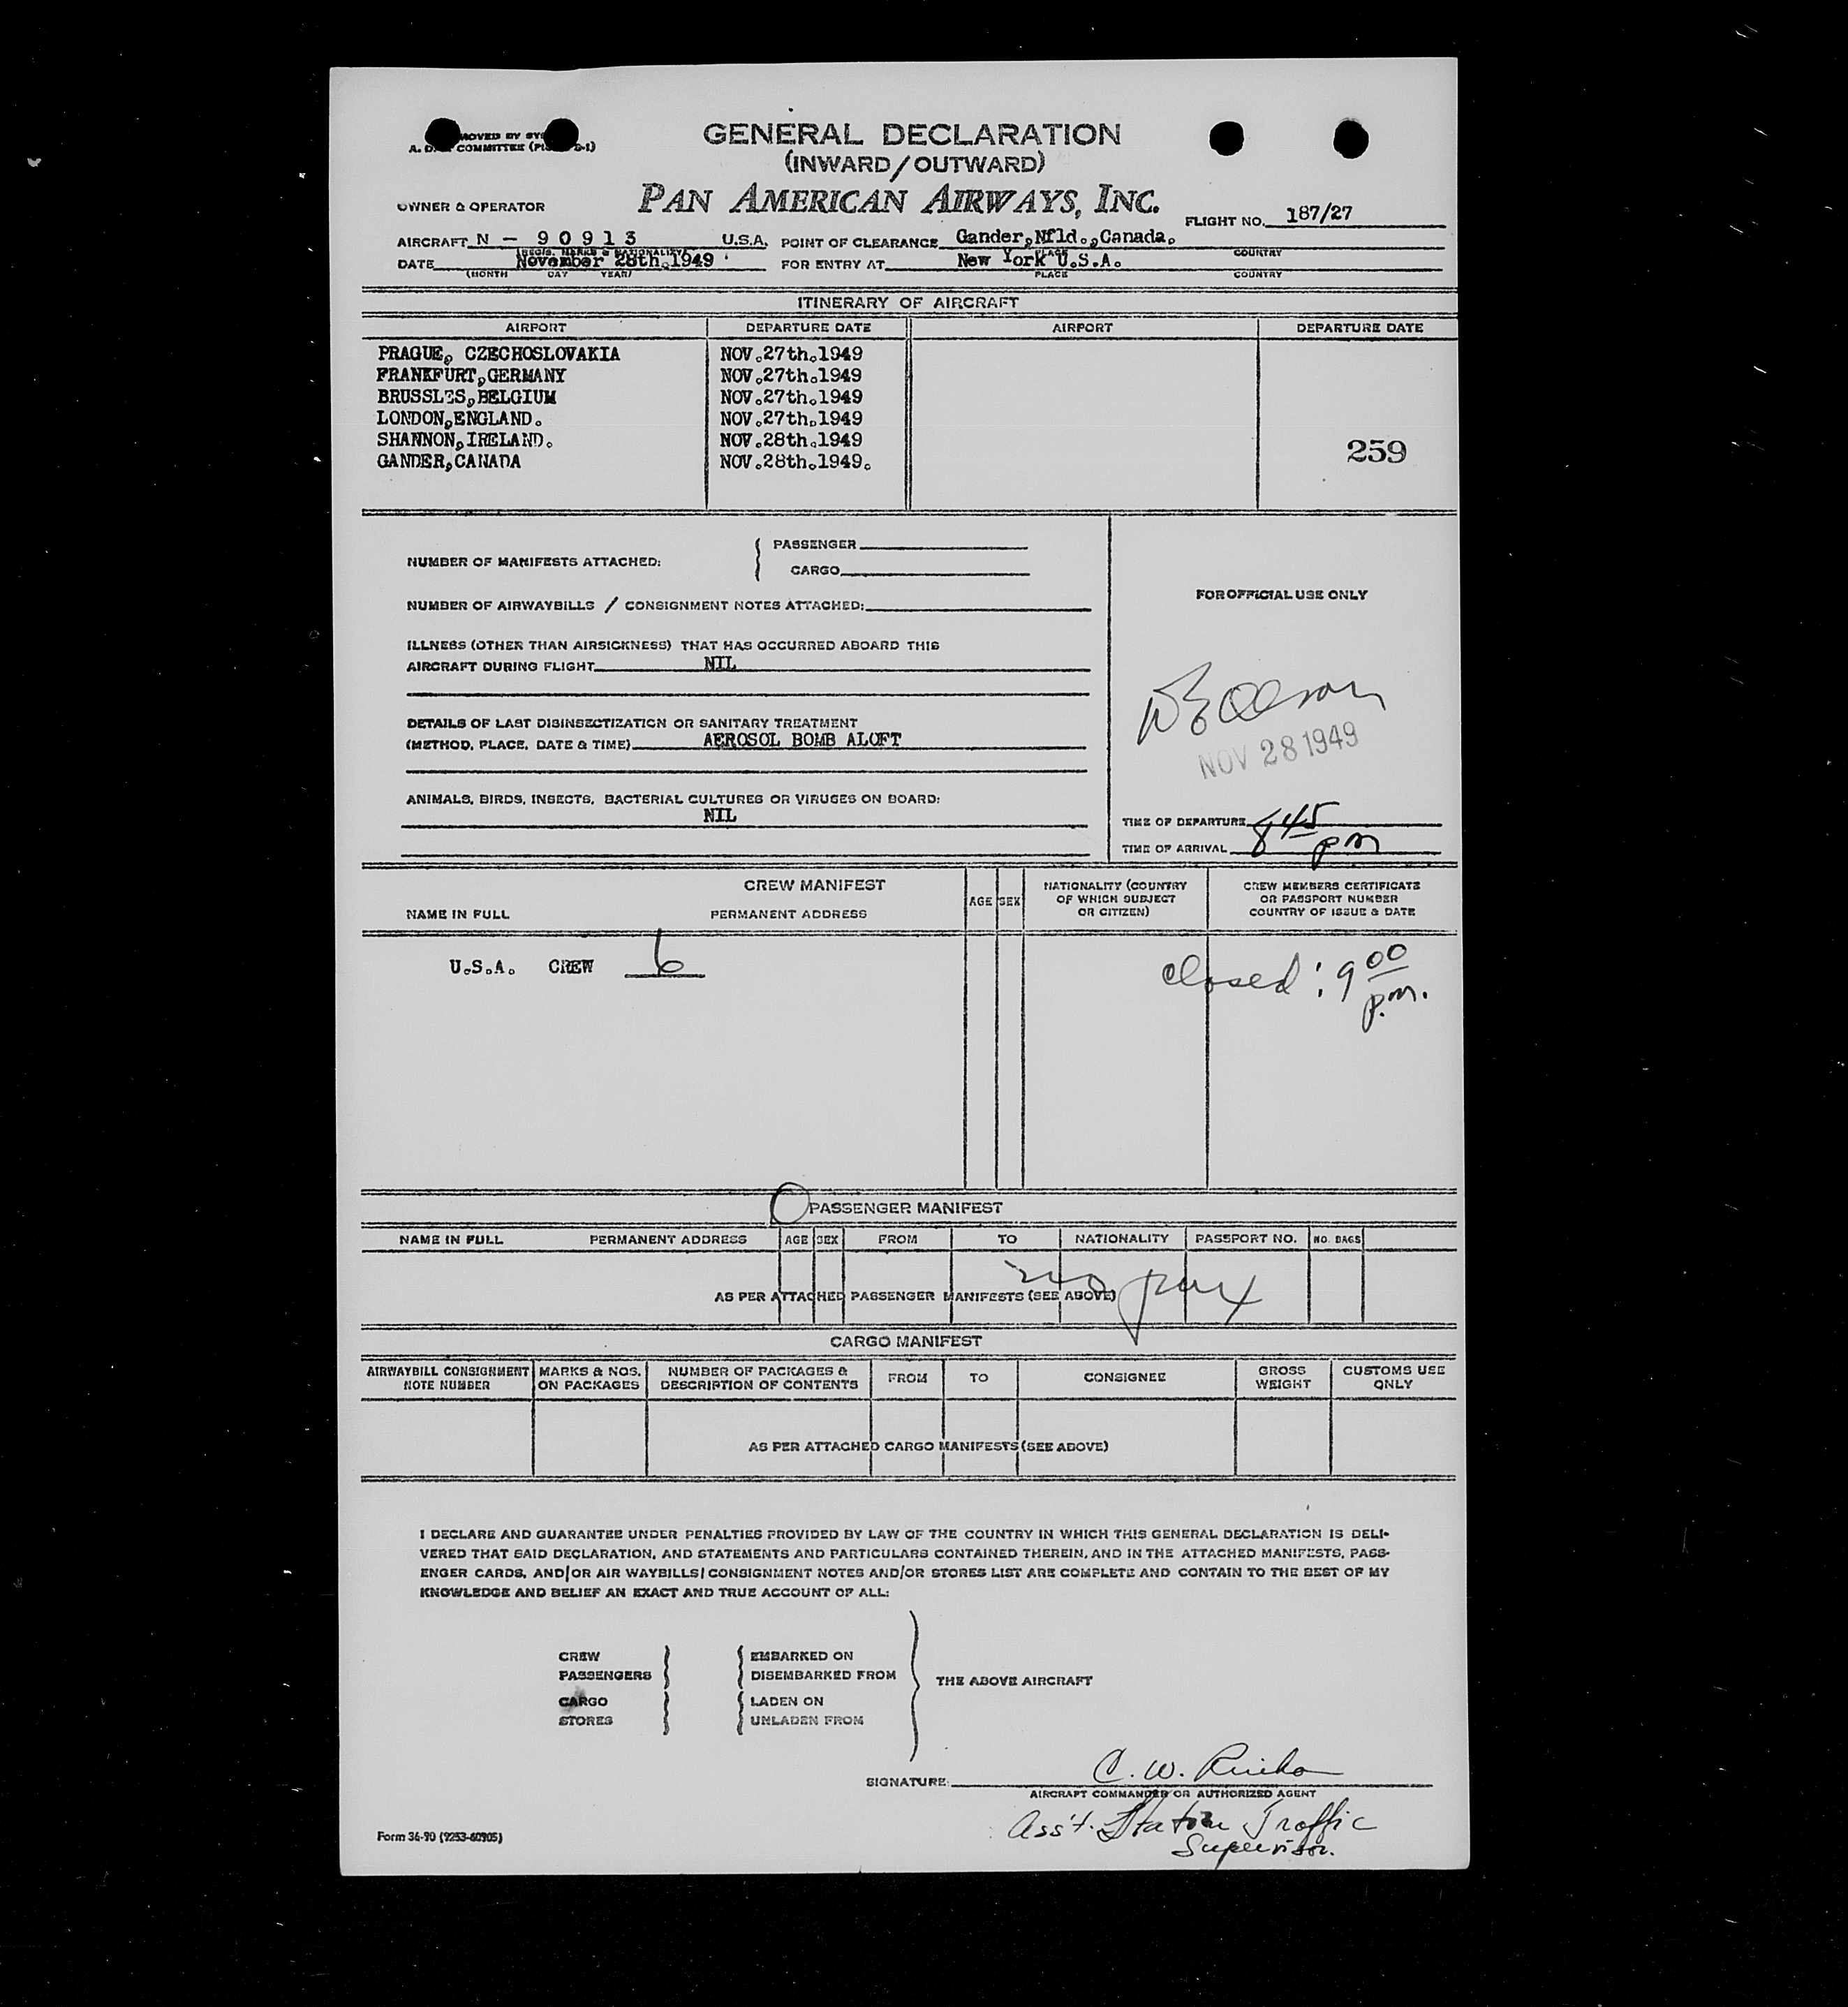 GENERAL DECLARATION
(INWARD/OUTWARD)
COMMITTEE
OWNER & OPERATOR
PAN AMERICAN AIRWAYS, INC.
FLIGHT NO. 187/27
AIRCRAFT N - 90913 U.S.A. POINT OF CLEARANCE Gander,Nfld.,Canada.
(REGIS. MARKS & NATIONALITY) PLACE COUNTRY
DATE November 28th.1949 FOR ENTRY AT New York U.S.A.
(MONTH DAY YEAR) PLACE COUNTRY
ITINERARY OF AIRCRAFT
AIRPORT DEPARTURE DATE AIRPORT DEPARTURE DATE
PRAGUE, CZECHOSLOVAKIA NOV.27th.1949
FRANKFURT,GERMANY NOV.27th.1949
BRUSSLES,BELGIUM NOV.27th.1949
LONDON,ENGLAND. NOV.27th.1949
SHANNON,IRELAND. NOV.28th.1949
259
GANDER,CANADA NOV.28th.1949.
NUMBER OF MANIFESTS ATTACHED: { PASSENGER
CARGO
FOR OFFICIAL USE ONLY
NUMBER OF AIRWAYBILLS / CONSIGNMENT NOTES ATTACHED:
ILLNESS (OTHER THAN AIRSICKNESS) THAT HAS OCCURRED ABOARD THIS
AIRCRAFT DURING FLIGHT NIL
DETAILS OF LAST DISINSECTIZATION OR SANITARY TREATMENT
(METHOD, PLACE, DATE & TIME) AEROSOL BOMB ALOFT
NOV 28 1949
ANIMALS, BIRDS, INSECTS, BACTERIAL CULTURES OR VIRUSES ON BOARD:
NIL
TIME OF DEPARTURE 845
TIME OF ARRIVAL pm
CREW MANIFEST
NAME IN FULL PERMANENT ADDRESS AGE SEX NATIONALITY (COUNTRY OF WHICH SUBJECT OR CITIZEN) CREW MEMBERS CERTIFICATE OR PASSPORT NUMBER COUNTRY OF ISSUE & DATE
U.S.A. CREW 6
closed : 9 00 p.m.
PASSENGER MANIFEST
NAME IN FULL PERMANENT ADDRESS AGE SEX FROM TO NATIONALITY PASSPORT NO. NO. BAGS
no pax
AS PER ATTACHED PASSENGER MANIFESTS (SEE ABOVE)
CARGO MANIFEST
AIRWAYBILL CONSIGNMENT NOTE NUMBER MARKS & NOS. ON PACKAGES NUMBER OF PACKAGES & DESCRIPTION OF CONTENTS FROM TO CONSIGNEE GROSS WEIGHT CUSTOMS USE ONLY
AS PER ATTACHED CARGO MANIFESTS (SEE ABOVE)
I DECLARE AND GUARANTEE UNDER PENALTIES PROVIDED BY LAW OF THE COUNTRY IN WHICH THIS GENERAL DECLARATION IS DELI-
VERED THAT SAID DECLARATION, AND STATEMENTS AND PARTICULARS CONTAINED THEREIN, AND IN THE ATTACHED MANIFESTS, PASS-
ENGER CARDS, AND/OR AIR WAYBILLS/CONSIGNMENT NOTES AND/OR STORES LIST ARE COMPLETE AND CONTAIN TO THE BEST OF MY
KNOWLEDGE AND BELIEF AN EXACT AND TRUE ACCOUNT OF ALL:
CREW EMBARKED ON
PASSENGERS DISEMBARKED FROM
THE ABOVE AIRCRAFT
CARGO LADEN ON
STORES UNLADEN FROM
SIGNATURE: C. W.
AIRCRAFT COMMANDER OR AUTHORIZED AGENT
Ass't. Station Traffic
Supervisor.
Form 36-90 (9253-60905)